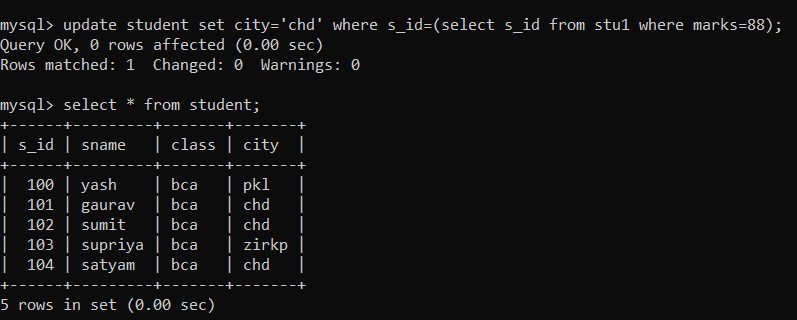 mysql> update student set city='chd' where s_id=(select s_id from stu1 where marks=88);
Query OK, 0 rows affected (0.00 sec)
Rows matched: 1  Changed: 0  Warnings: 0

mysql> select * from student;
+------+---------+-------+-------+
| s_id | sname   | class | city  |
+------+---------+-------+-------+
|  100 | yash    | bca   | pkl   |
|  101 | gaurav  | bca   | chd   |
|  102 | sumit   | bca   | chd   |
|  103 | supriya | bca   | zirkp |
|  104 | satyam  | bca   | chd   |
+------+---------+-------+-------+
5 rows in set (0.00 sec)